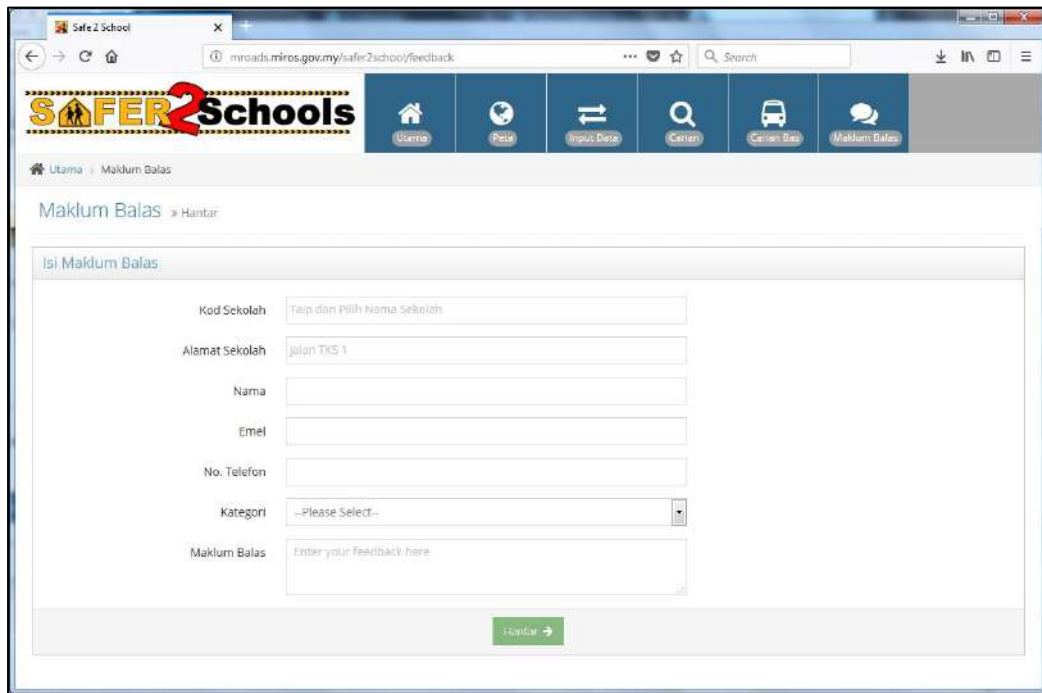 Safe 2 School
mroads.miros.gov.my/safer2school/feedback
Search
SAFER2Schools
Utama
Peta
Input Data
Carian
Carian Bas
Maklum Balas
Utama › Maklum Balas
Maklum Balas » Hantar
Isi Maklum Balas
Kod Sekolah Taip dan Pilih Nama Sekolah
Alamat Sekolah Jalan TKS 1
Nama
Emel
No. Telefon
Kategori --Please Select--
Maklum Balas Enter your feedback here
Hantar